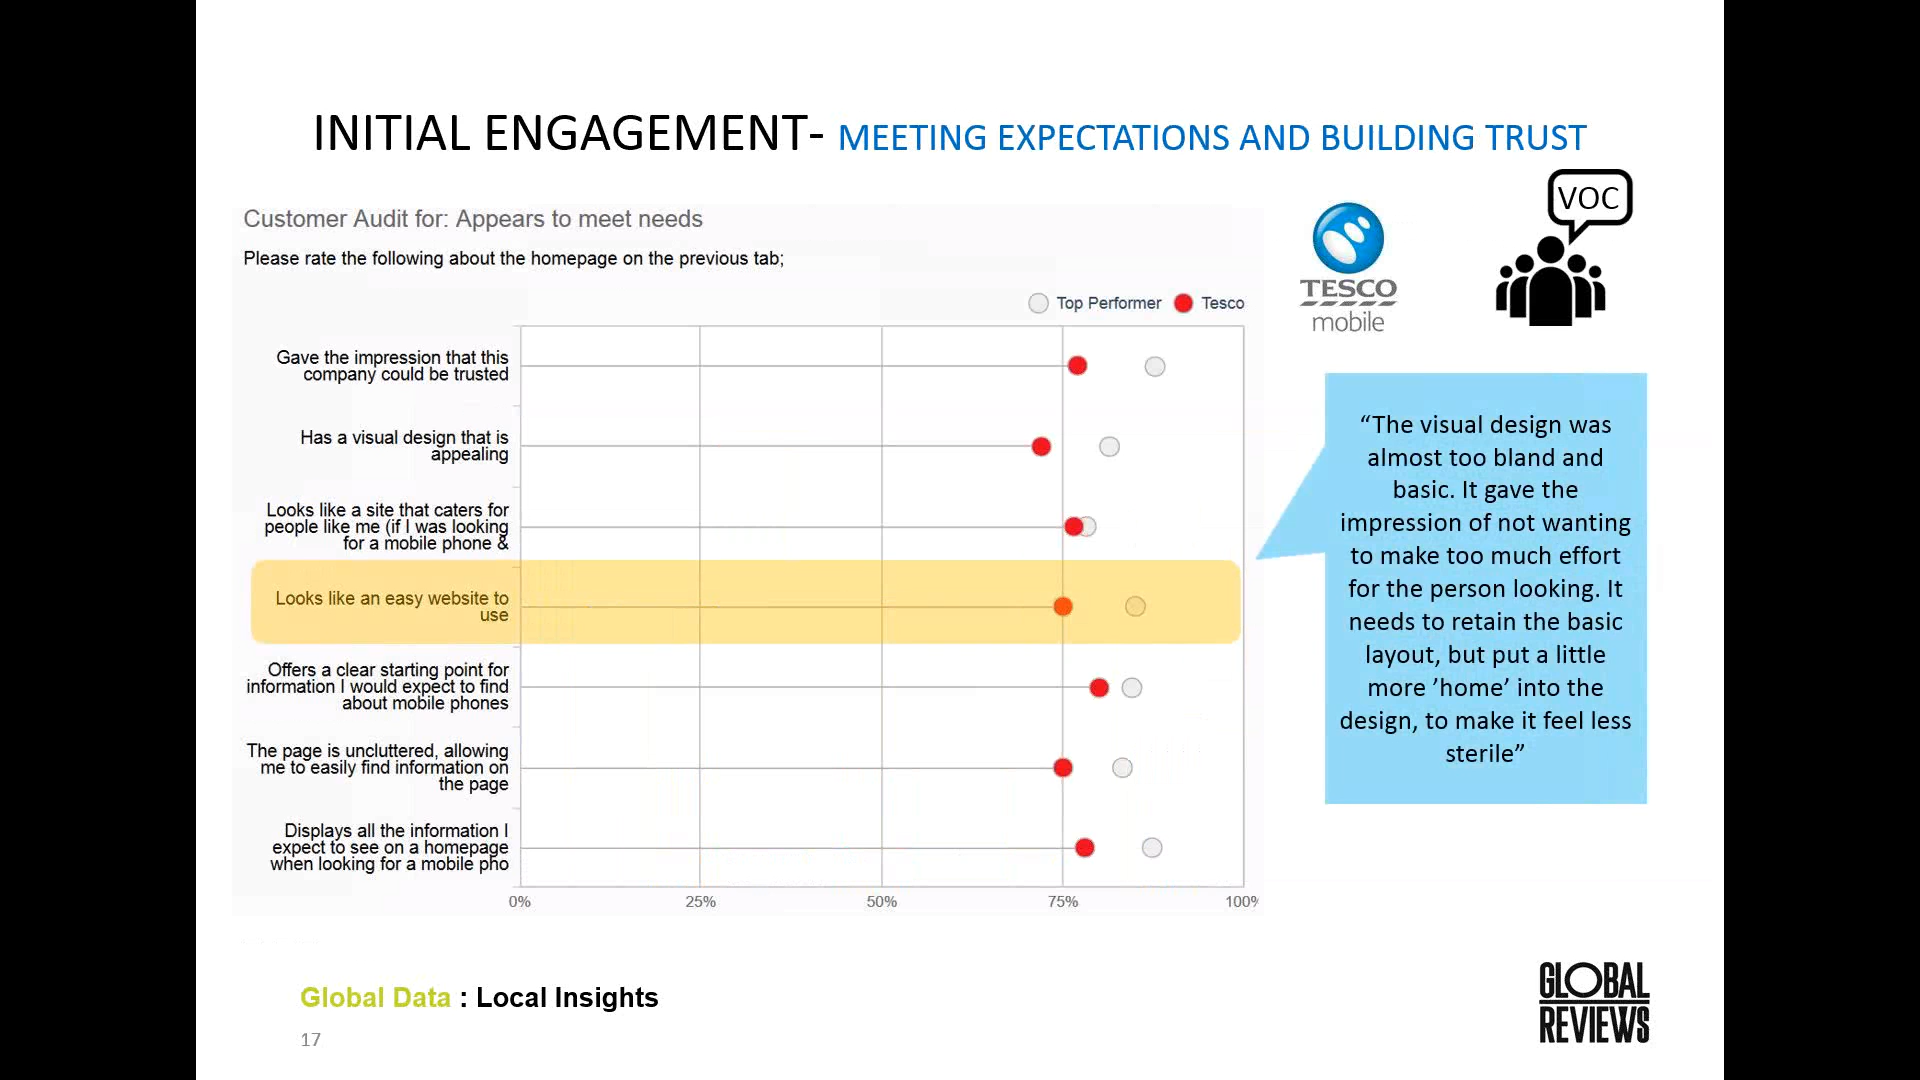 INITIAL ENGAGEMENT- MEETING EXPECTATIONS AND BUILDING TRUST
VOC
Customer Audit for: Appears to meet needs
Please rate the following about the homepage on the previous tab;
Top Performer Tesco
TESCO
mobile
Gave the impression that this
company could be trusted
Has a visual design that is
appealing
Looks like a site that caters for
people like me (if I was looking
for a mobile phone &
Looks like an easy website to
use
Offers a clear starting point for
information I would expect to find
about mobile phones
The page is uncluttered, allowing
me to easily find information on
the page
Displays all the information I
expect to see on a homepage
when looking for a mobile pho
0% 25% 50% 75% 100%
“The visual design was
almost too bland and
basic. It gave the
impression of not wanting
to make too much effort
for the person looking. It
needs to retain the basic
layout, but put a little
more ’home’ into the
design, to make it feel less
sterile”
Global Data : Local Insights
17
GLOBAL
REVIEWS